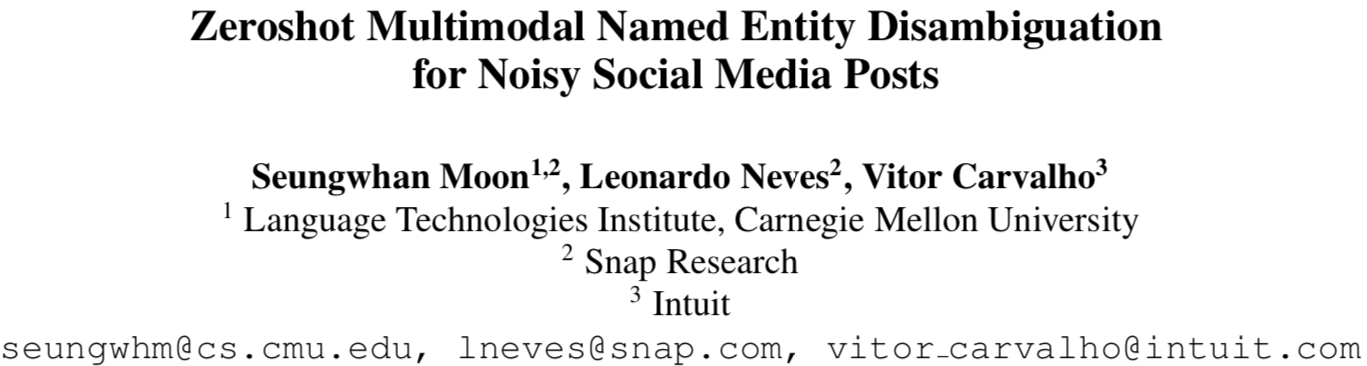 Zeroshot Multimodal Named Entity Disambiguation
for Noisy Social Media Posts
Seungwhan Moon1,2, Leonardo Neves2, Vitor Carvalho3
1 Language Technologies Institute, Carnegie Mellon University
2 Snap Research
3 Intuit
seungwhm@cs.cmu.edu, lneves@snap.com, vitor_carvalho@intuit.com